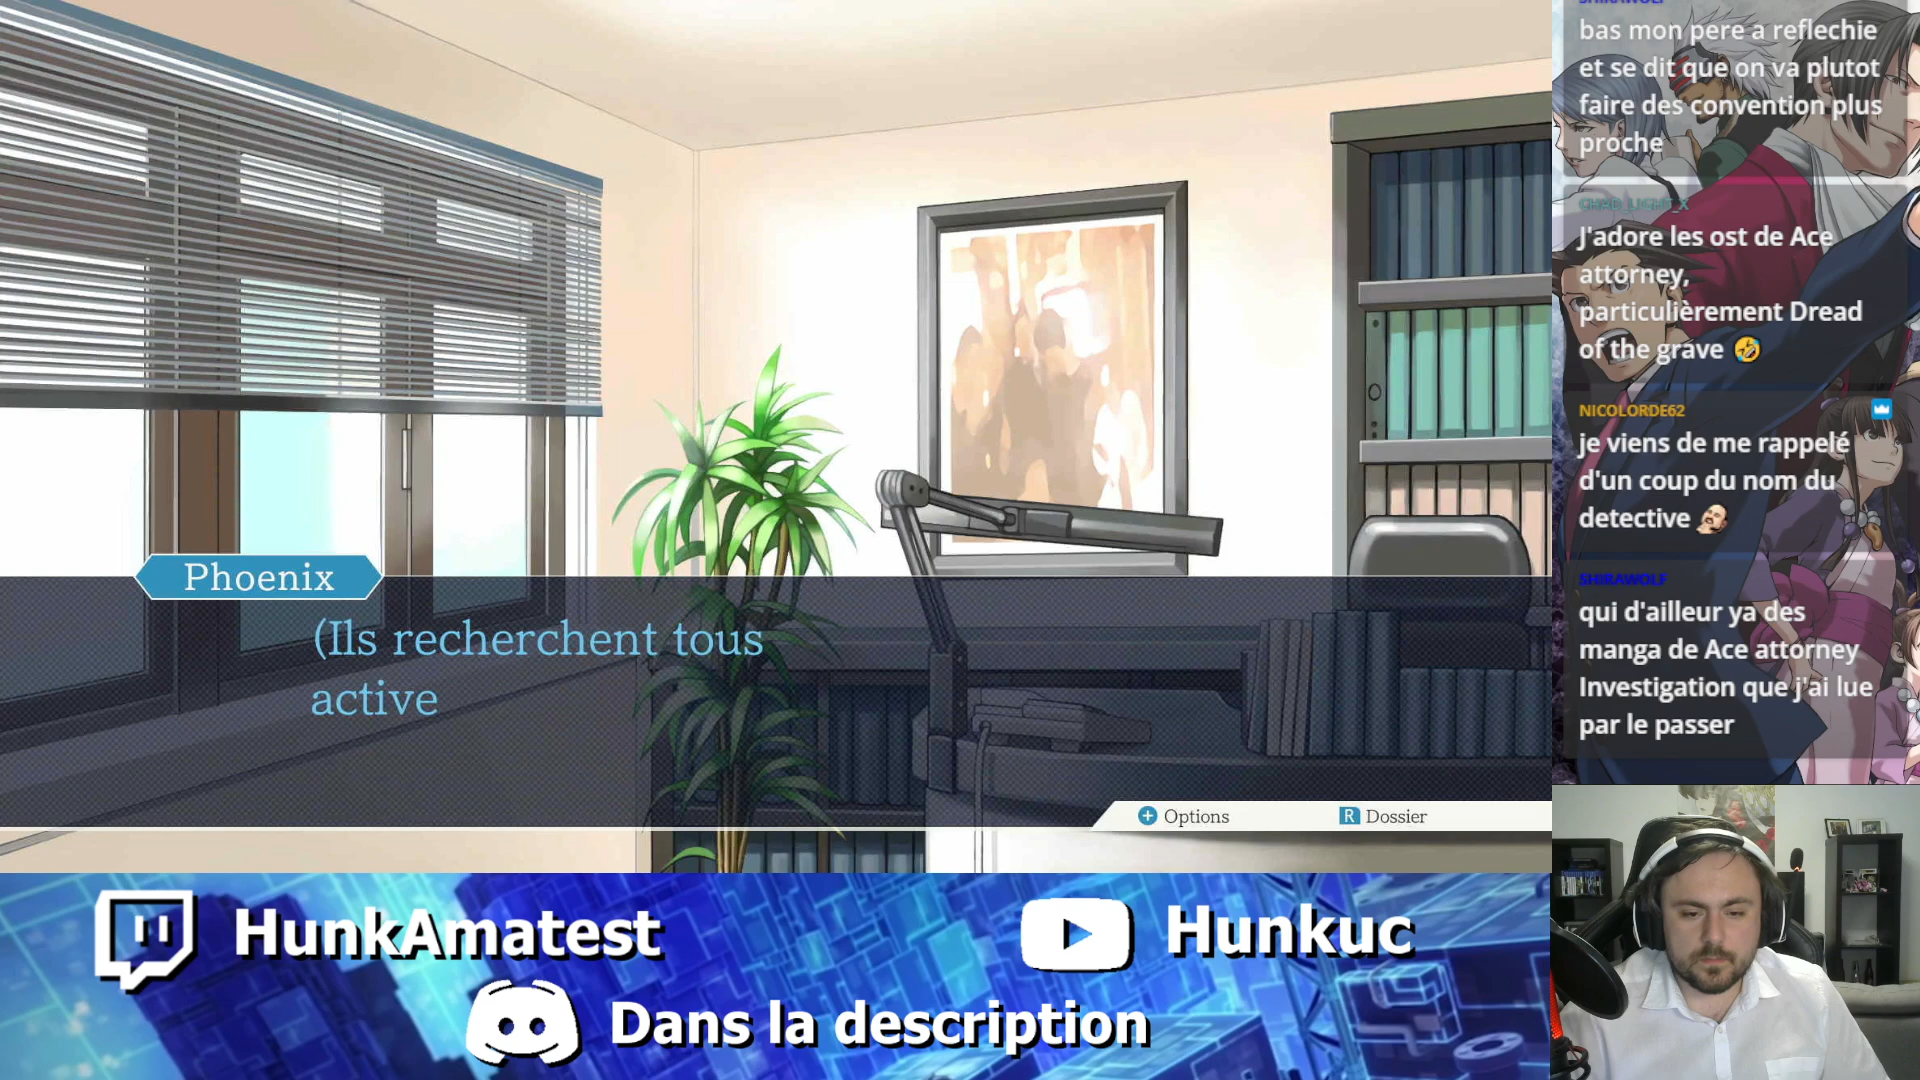 Phoenix
(Ils recherchent tous
active
Options
R Dossier
HunkAmatest
Hunkuc
Dans la description
SHIRAWOLF
bas mon pere a reflechie
et se dit que on va plutot
faire des convention plus
proche
CHAD_LIGHT_X
J'adore les ost de Ace
attorney,
particulièrement Dread
of the grave
NICOLORDE62
je viens de me rappelé
d'un coup du nom du
detective
SHIRAWOLF
qui d'ailleur ya des
manga de Ace attorney
Investigation que j'ai lue
par le passer